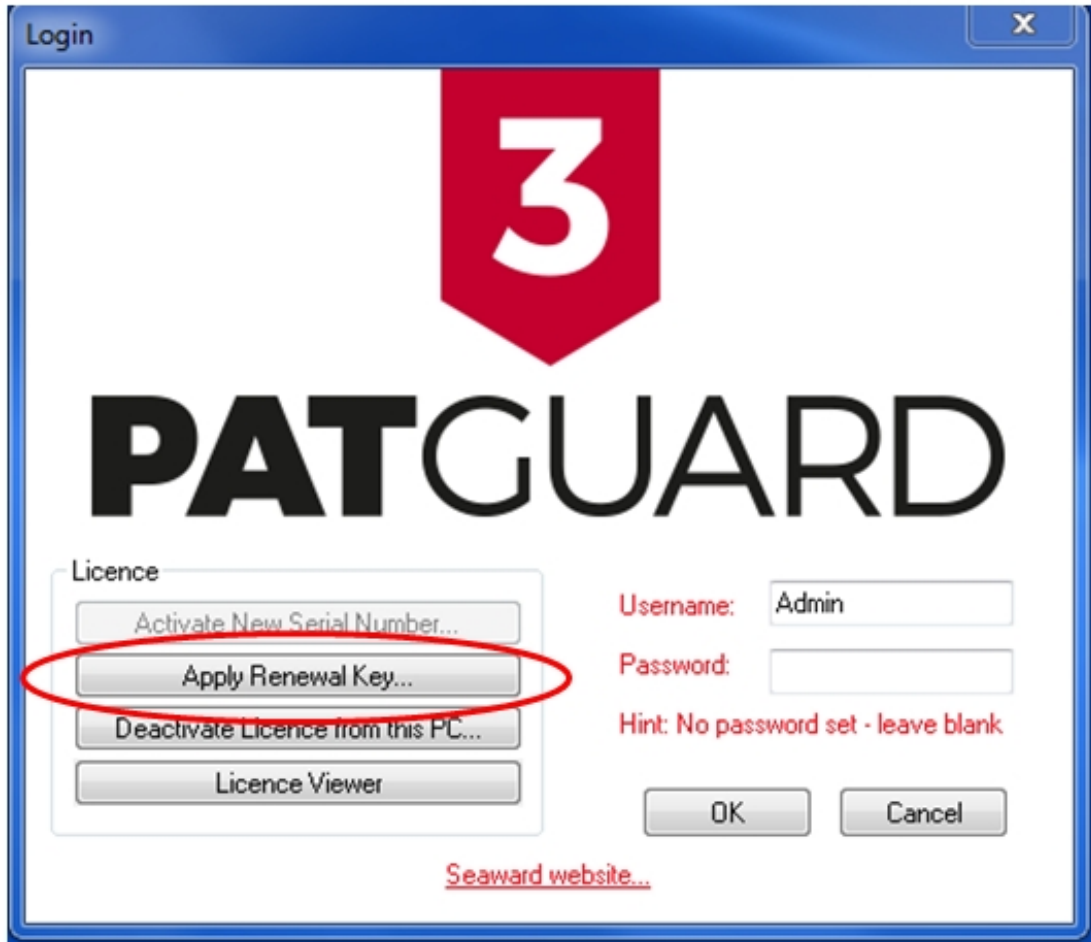 Login
X
3
PATGUARD
Licence
Activate New Serial Number...
Apply Renewal Key...
Deactivate Licence from this PC...
Licence Viewer
Username:
Admin
Password:
Hint: No password set - leave blank
OK
Cancel
Seaward website...